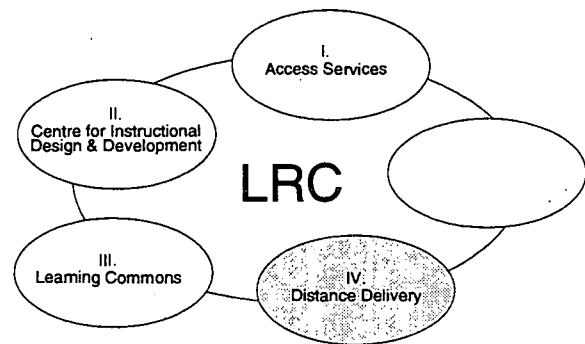 I.
Access Services
II.
Centre for Instructional
Design & Development
LRC
III.
Learning Commons
IV.
Distance Delivery